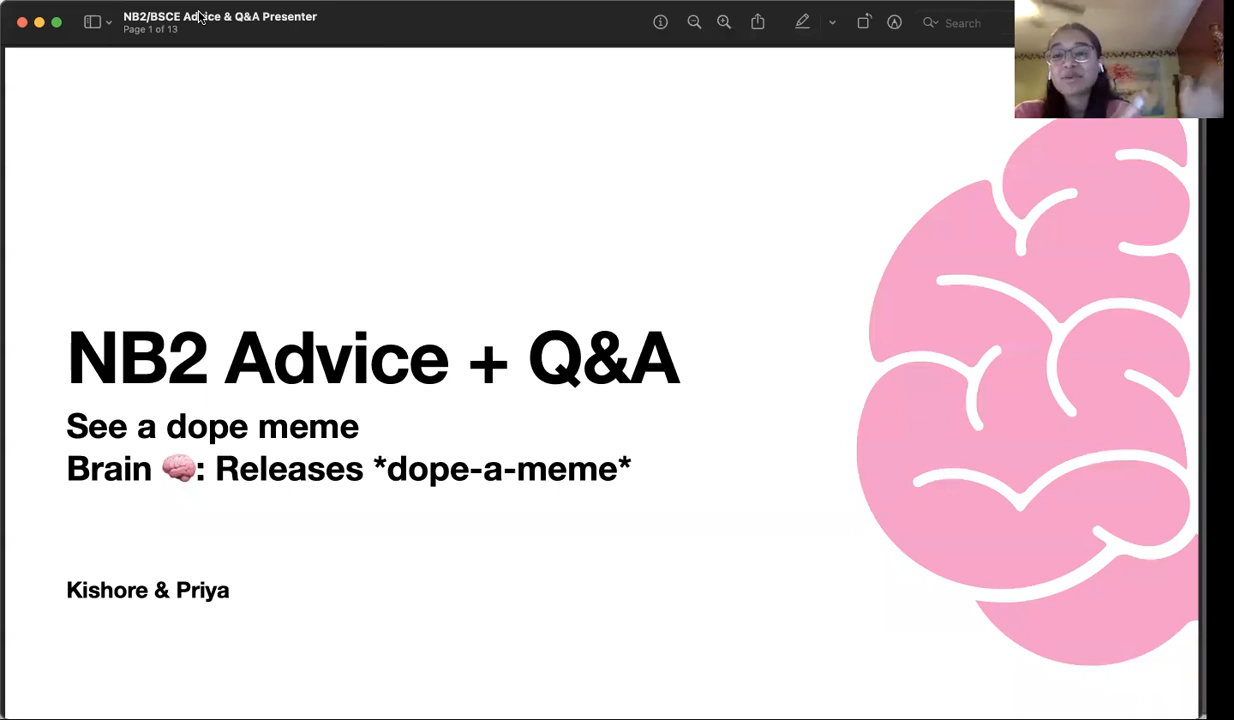 NB2/BSCE Advice & Q&A Presenter
Page 1 of 13
Search
NB2 Advice + Q&A
See a dope meme
Brain 🧠: Releases *dope-a-meme*
Kishore & Priya